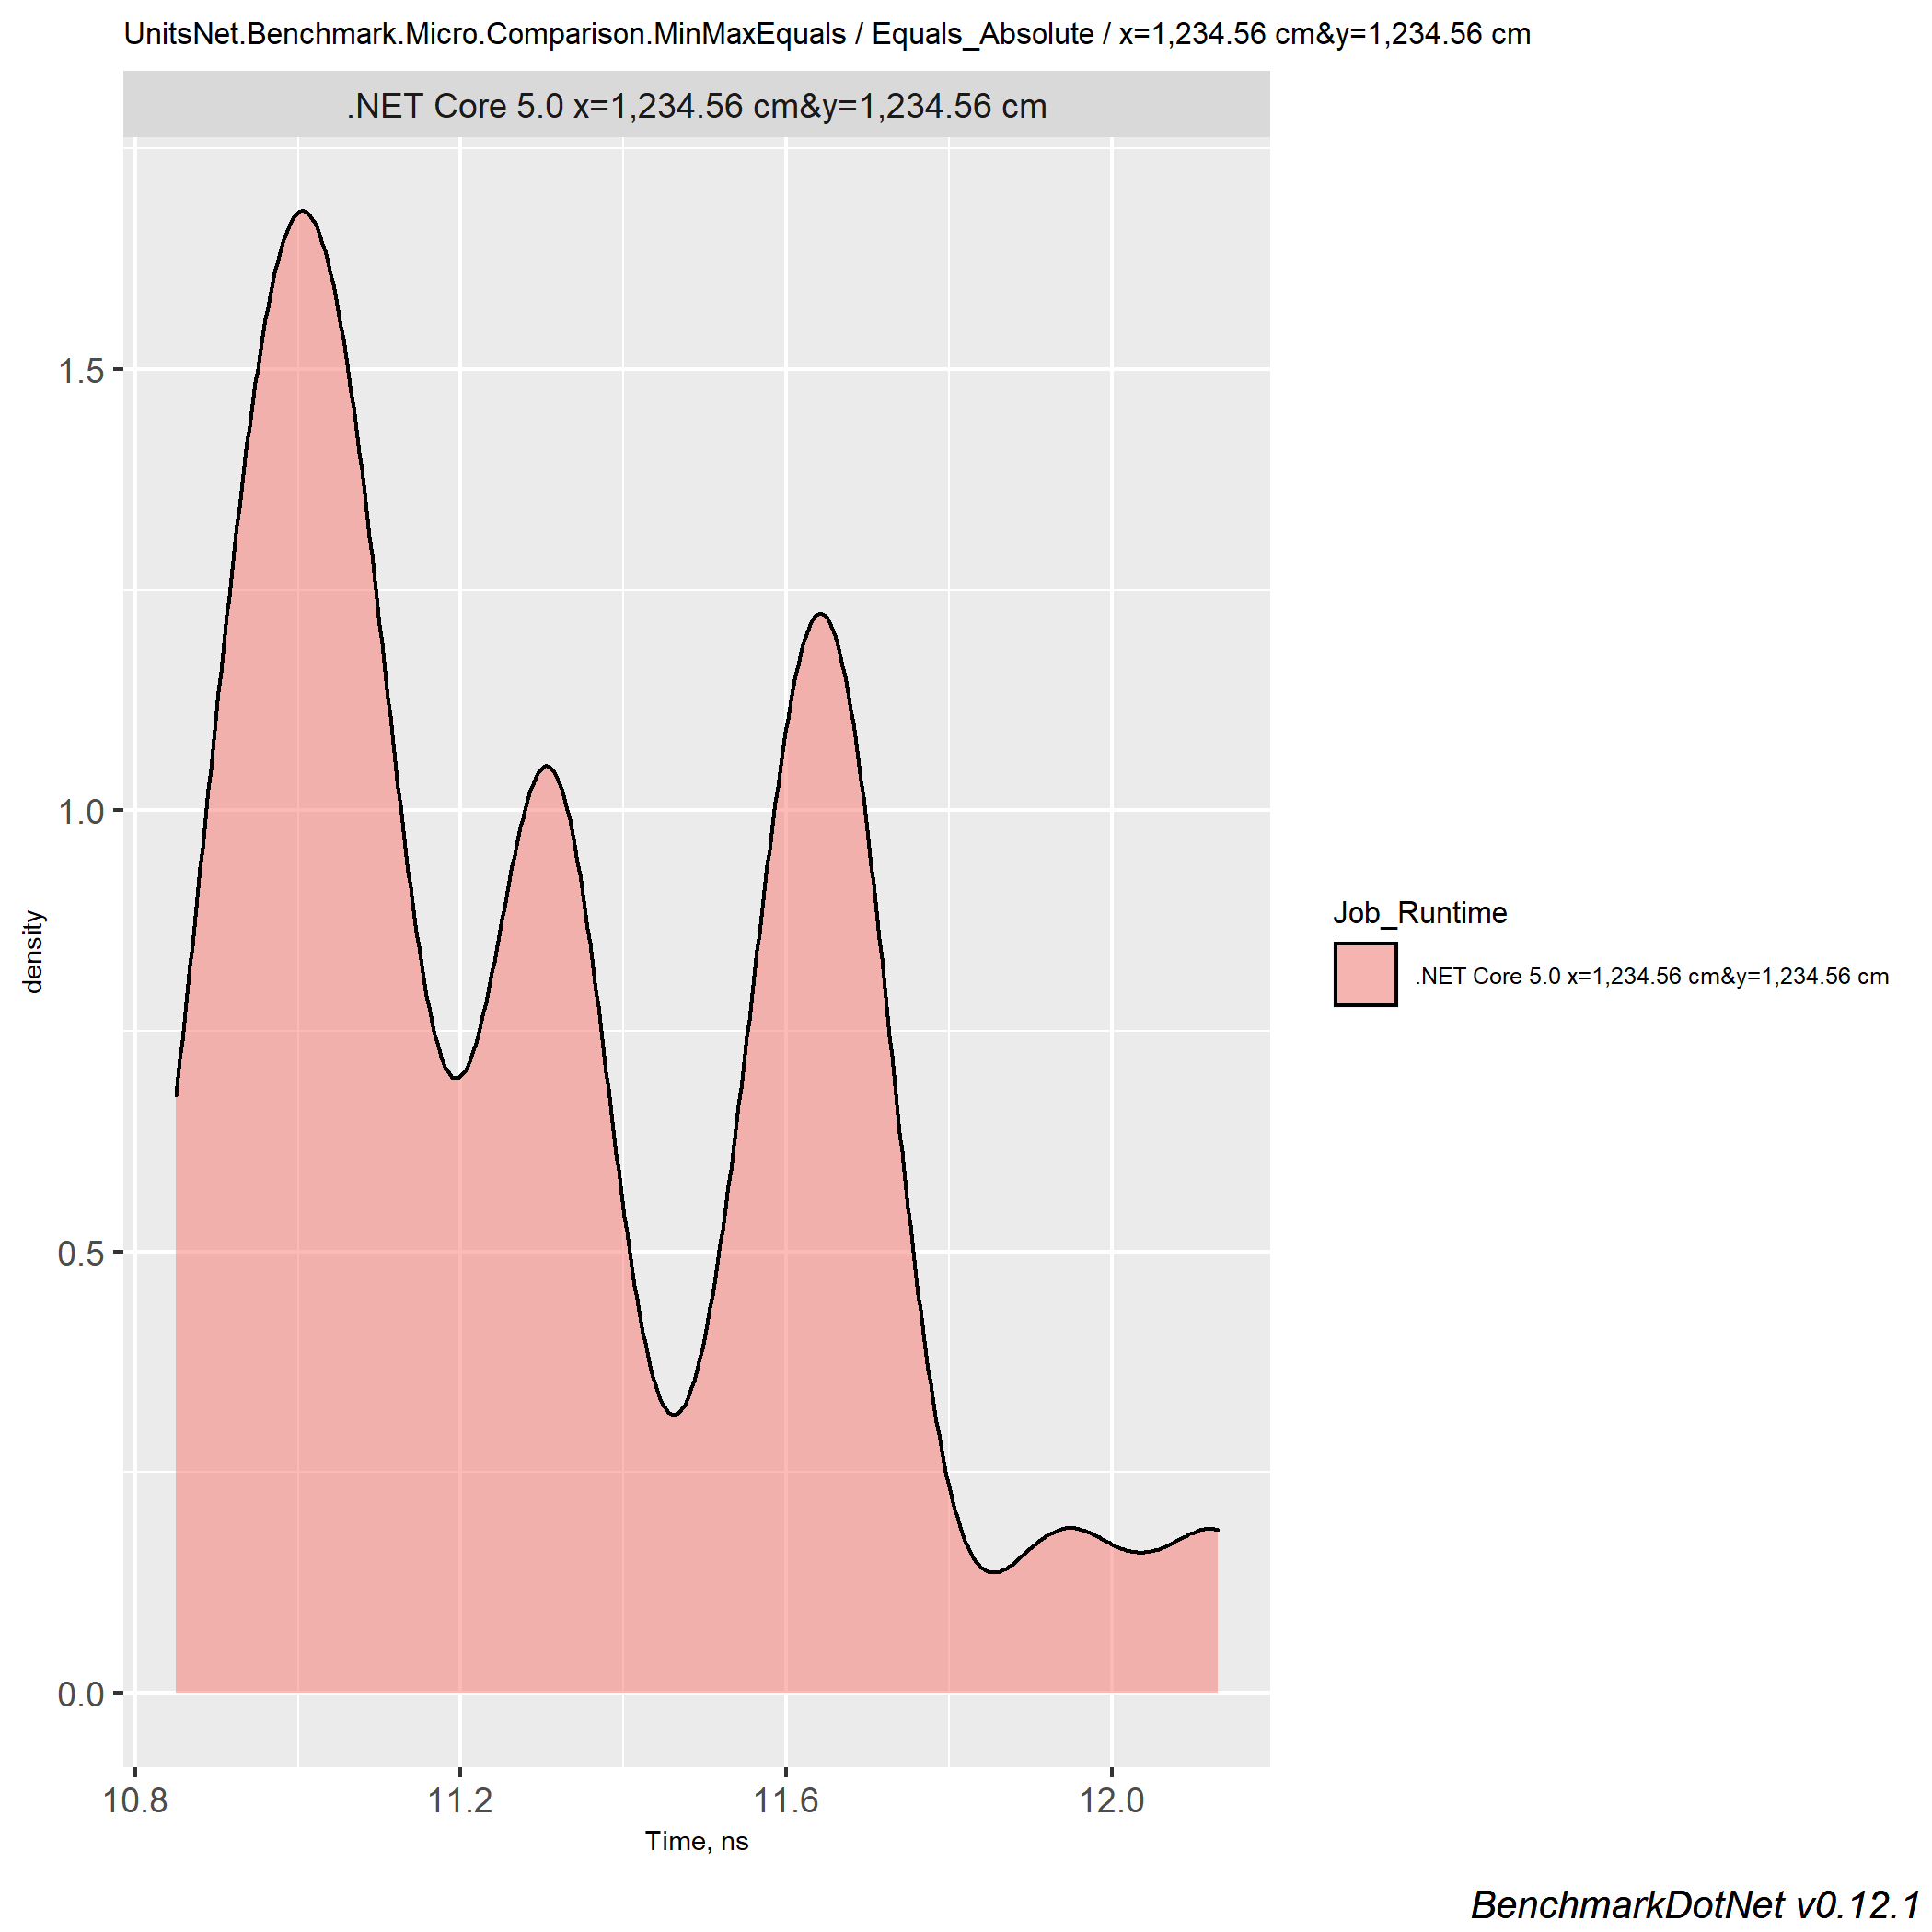 UnitsNet.Benchmark.Micro.Comparison.MinMaxEquals / Equals_Absolute / x=1,234.56 cm&y=1,234.56 cm
.NET Core 5.0 x=1,234.56 cm&y=1,234.56 cm
1.5
1.0
0.5
0.0
density
10.8
11.2
11.6
12.0
Time, ns
Job_Runtime
.NET Core 5.0 x=1,234.56 cm&y=1,234.56 cm
BenchmarkDotNet v0.12.1